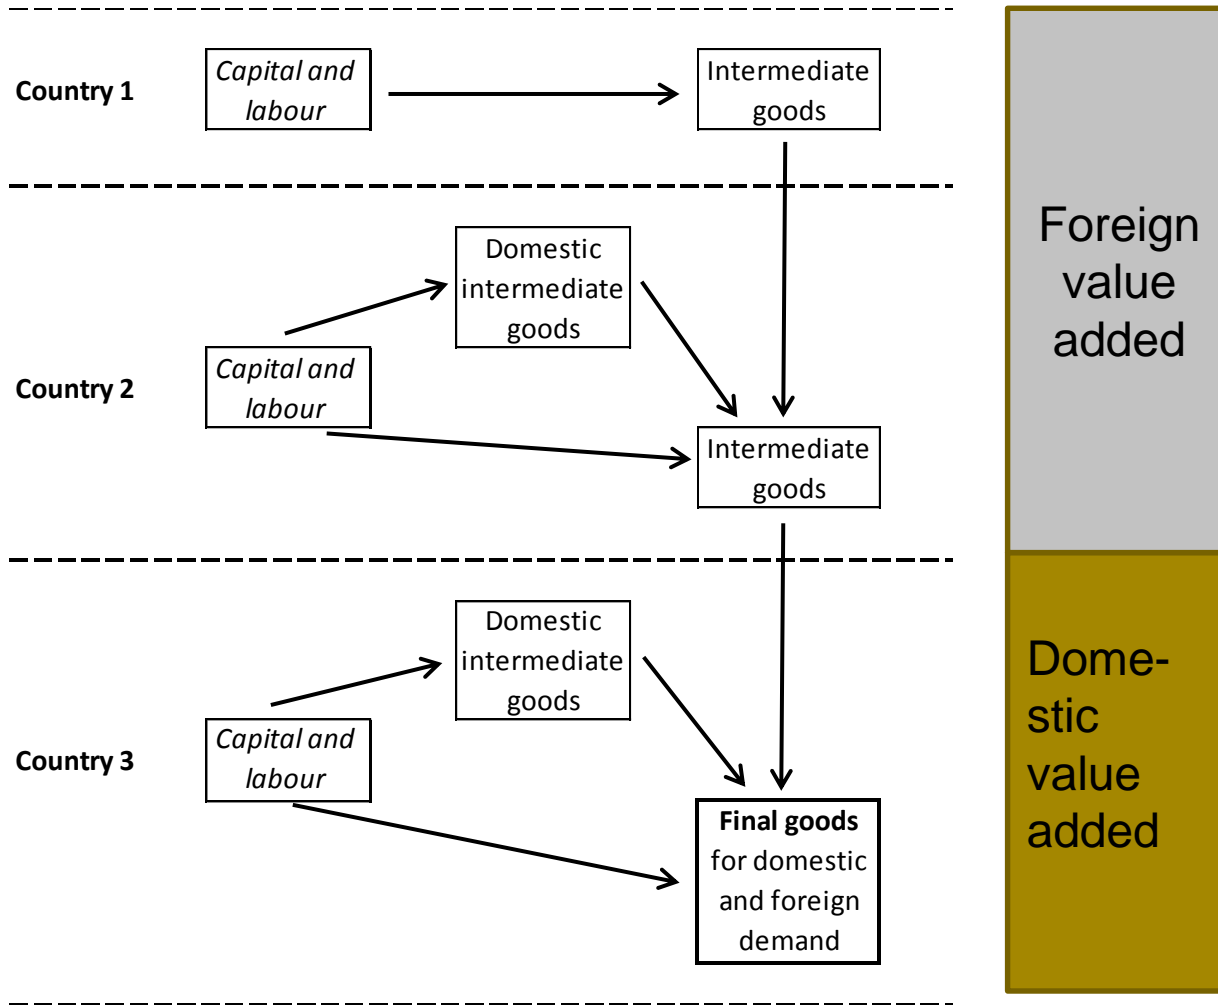 Country 1
Capital and
labour
Intermediate
goods
Foreign
value
added
Country 2
Domestic
intermediate
goods
Capital and
labour
Intermediate
goods
Country 3
Domestic
intermediate
goods
Capital and
labour
Final goods
for domestic
and foreign
demand
Dome-
stic
value
added